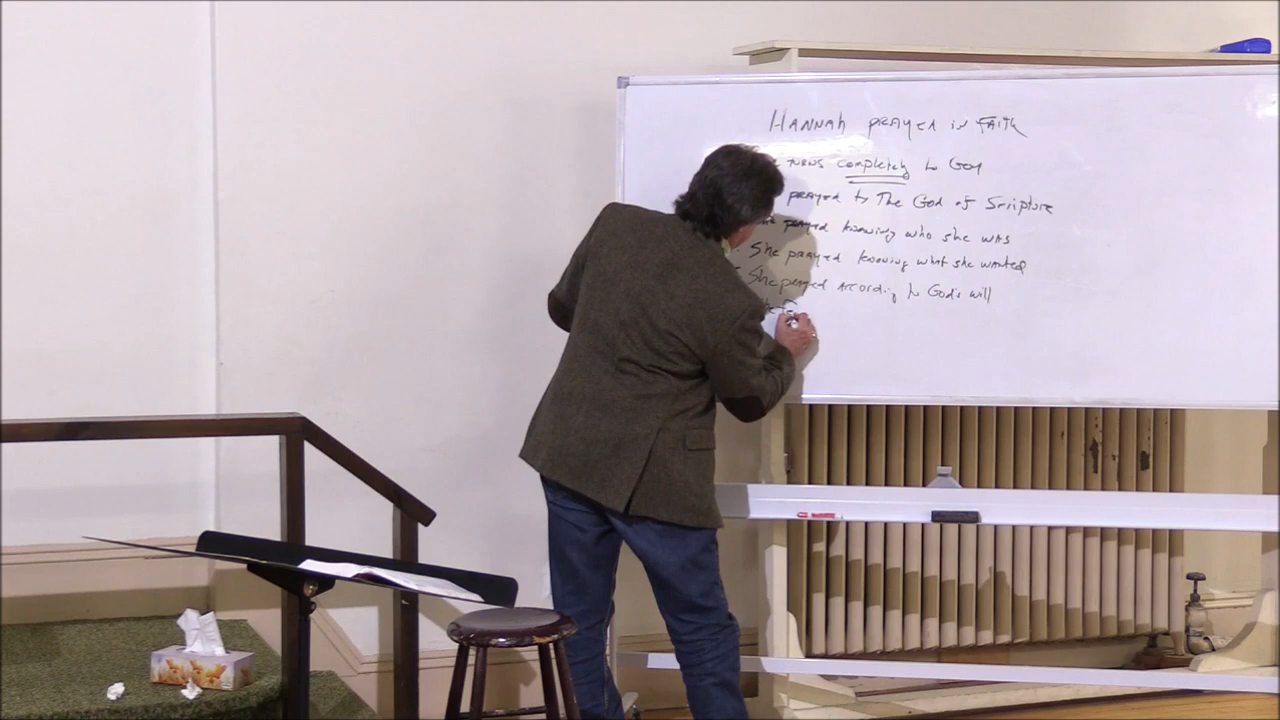 HANNAH PRAYER IN FAITH
TURNS completely to GOD
PRAYED to The God of Scripture
prayed knowing who she WAS
She prayed knowing what she wanted
She prayed According to God's will